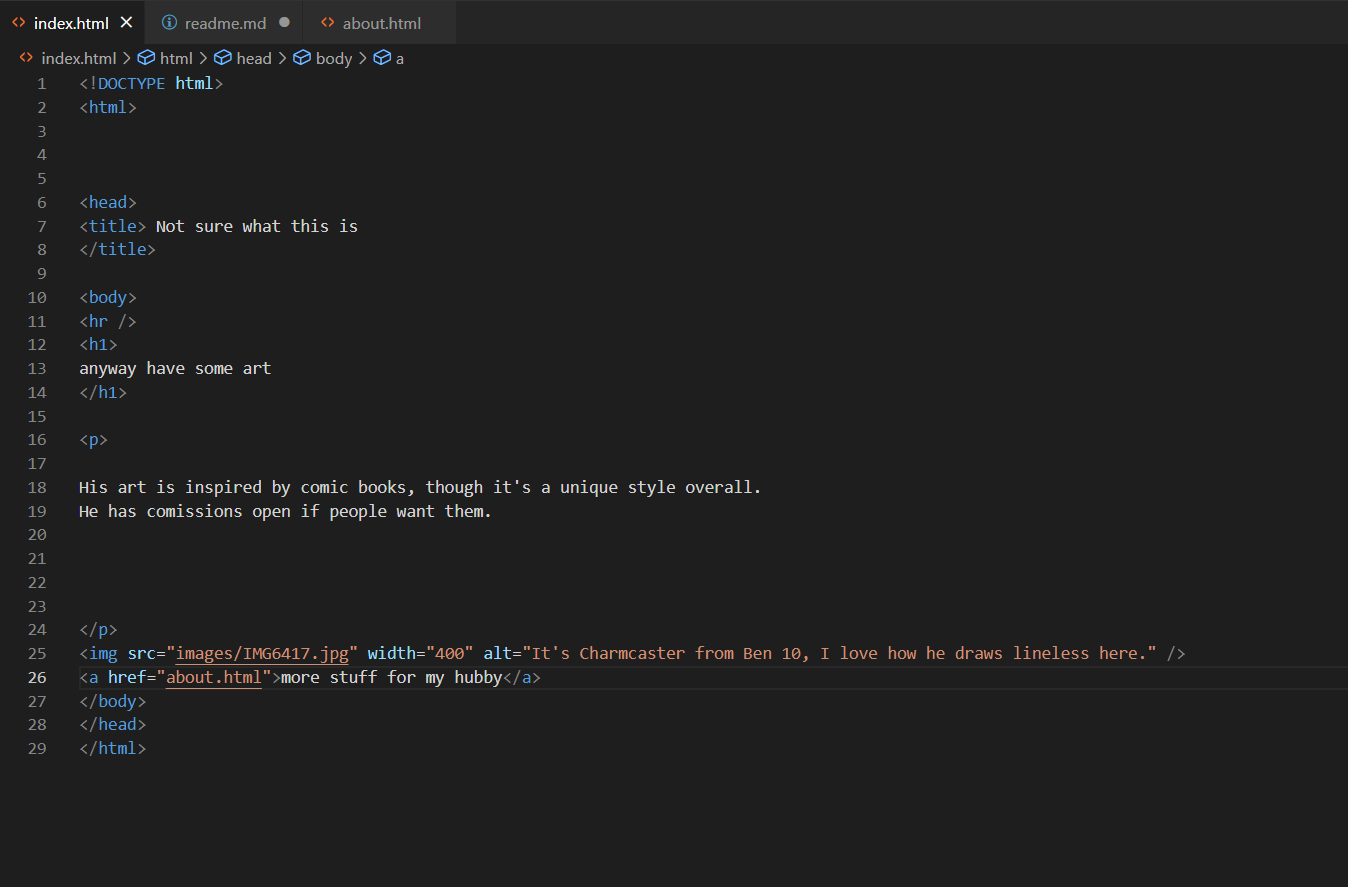 index.html readme.md about.html
index.html html head body a
1 <!DOCTYPE html>
2 <html>
3
4
5
6 <head>
7 <title> Not sure what this is
8 </title>
9
10 <body>
11 <hr />
12 <h1>
13 anyway have some art
14 </h1>
15
16 <p>
17
18 His art is inspired by comic books, though it's a unique style overall.
19 He has comissions open if people want them.
20
21
22
23
24 </p>
25 <img src="images/IMG6417.jpg" width="400" alt="It's Charmcaster from Ben 10, I love how he draws lineless here." />
26 <a href="about.html">more stuff for my hubby</a>
27 </body>
28 </head>
29 </html>